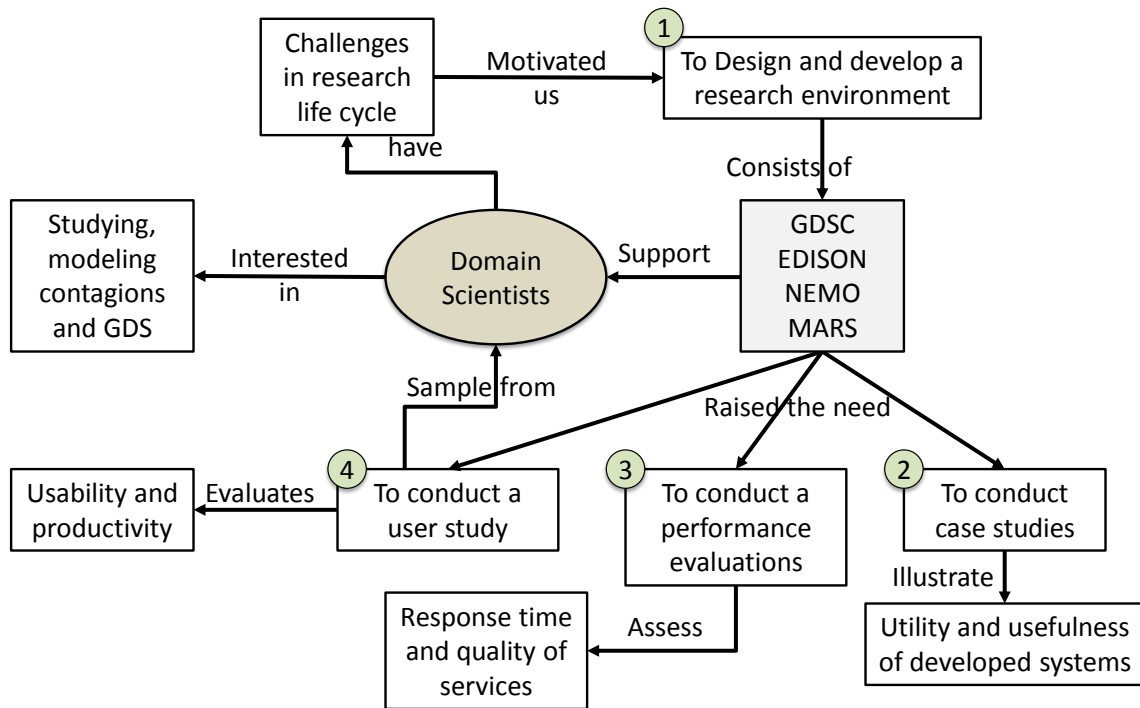 1
Challenges
in research
life cycle
Motivated
us
To Design and develop a
research environment
have
Consists of
Studying,
modeling
contagions
and GDS
Interested
in
Domain
Scientists
Support
GDSC
EDISON
NEMO
MARS
Sample from
Raised the need
4
3
2
Usability and
productivity
Evaluates
To conduct a
user study
To conduct a
performance
evaluations
To conduct
case studies
Illustrate
Response time
and quality of
services
Assess
Utility and usefulness
of developed systems